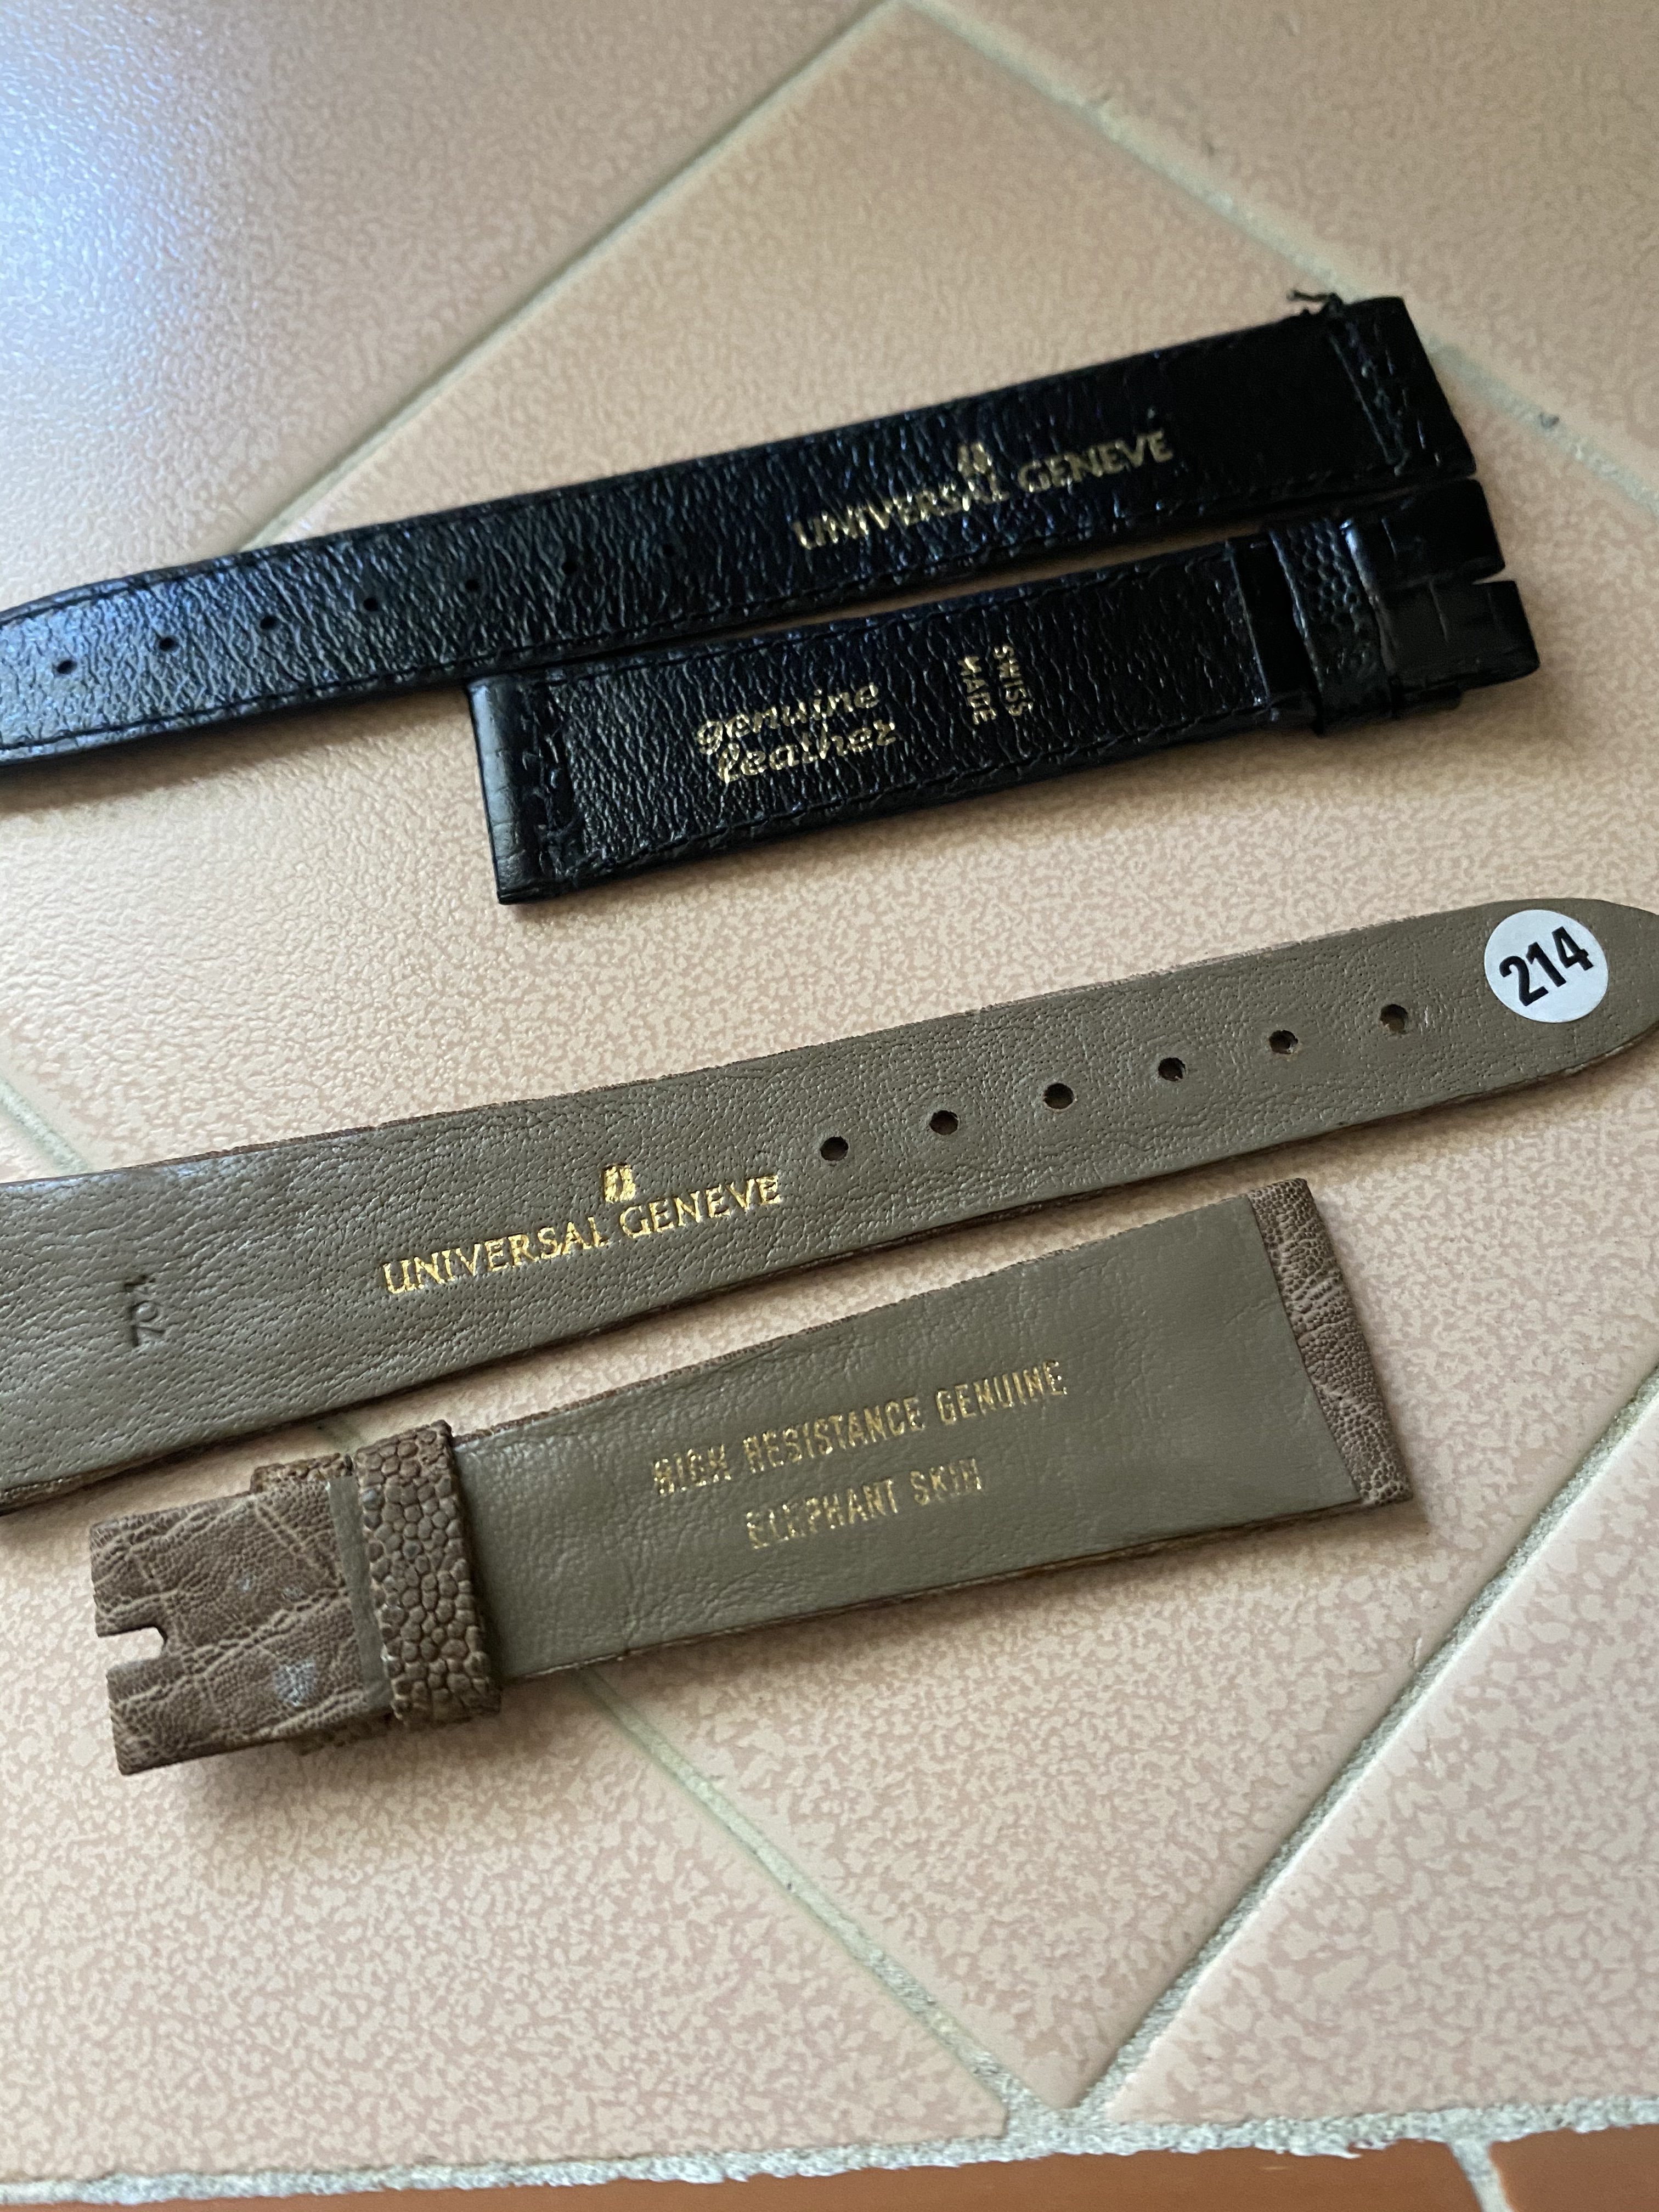 UNIVERSAL GENEVE
genuine
leather
SWISS
MADE
214
UNIVERSAL GENEVE
HIGH RESISTANCE GENUINE
ELEPHANT SKIN